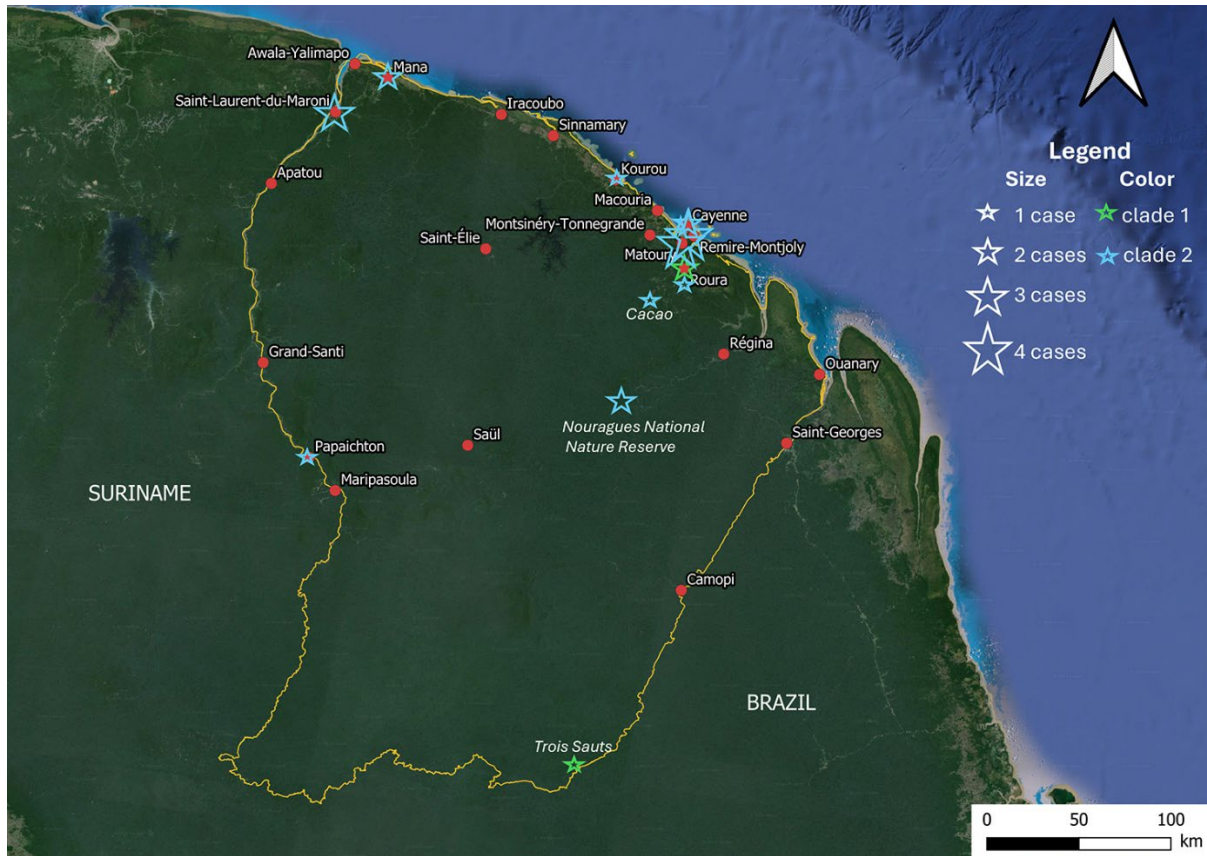 Awala-Yalimapo
Mana
Saint-Laurent-du-Maroni
Iracoubo
Sinnamary
Apatou
Kourou
Macouria
Cayenne
Montsinéry-Tonnegrande
Saint-Élie
Matoury
Remire-Montjoly
Roura
Cacao
Grand-Santi
Régina
Ouanary
Nouragues National
Nature Reserve
Saint-Georges
Papaichton
Saül
Maripasoula
SURINAME
Camopi
BRAZIL
Trois Sauts
Legend
Size Color
1 case clade 1
2 cases clade 2
3 cases
4 cases
0 50 100
km